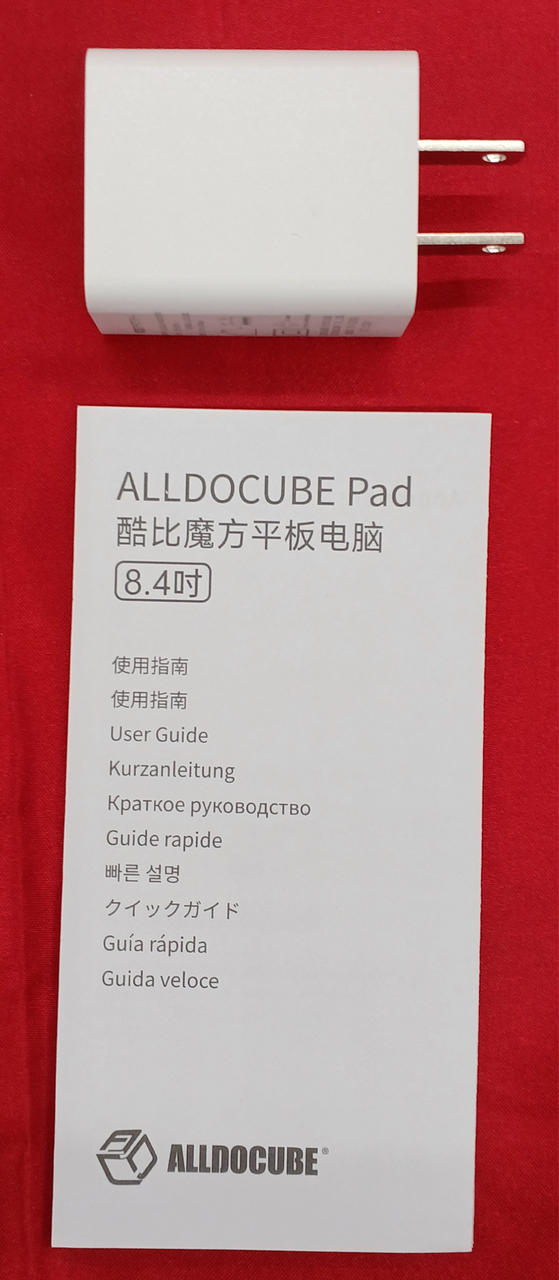 ALLDOCUBE Pad
酷比魔方平板电脑
8.4吋
使用指南
使用指南
User Guide
Kurzanleitung
Краткое руководство
Guide rapide
빠른 설명
クイックガイド
Guía rápida
Guida veloce
ALLDOCUBE®